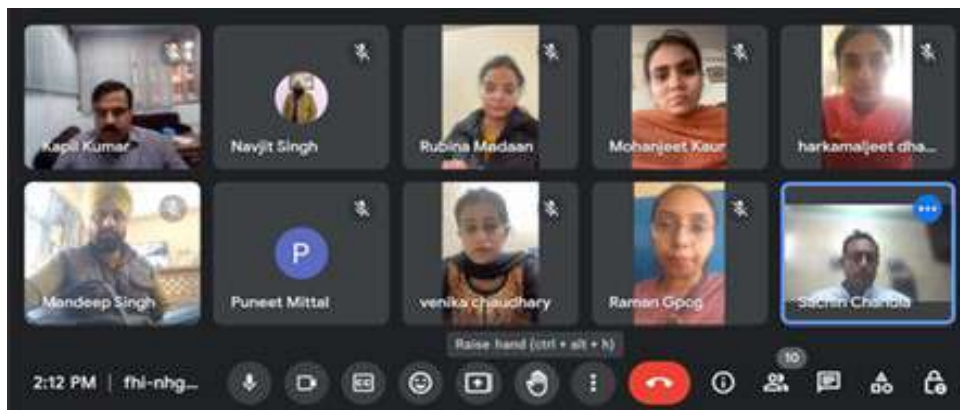 Kapil Kumar
Navjit Singh
Rubina Madaan
Mohanjeet Kaur
harkamaljeet dha...
Mandeep Singh
P
Puneet Mittal
venika chaudhary
Raman Gpog
Sachin Chandla
Raise hand (ctrl + alt + h)
10
2:12 PM | fhi-nhg...
CC